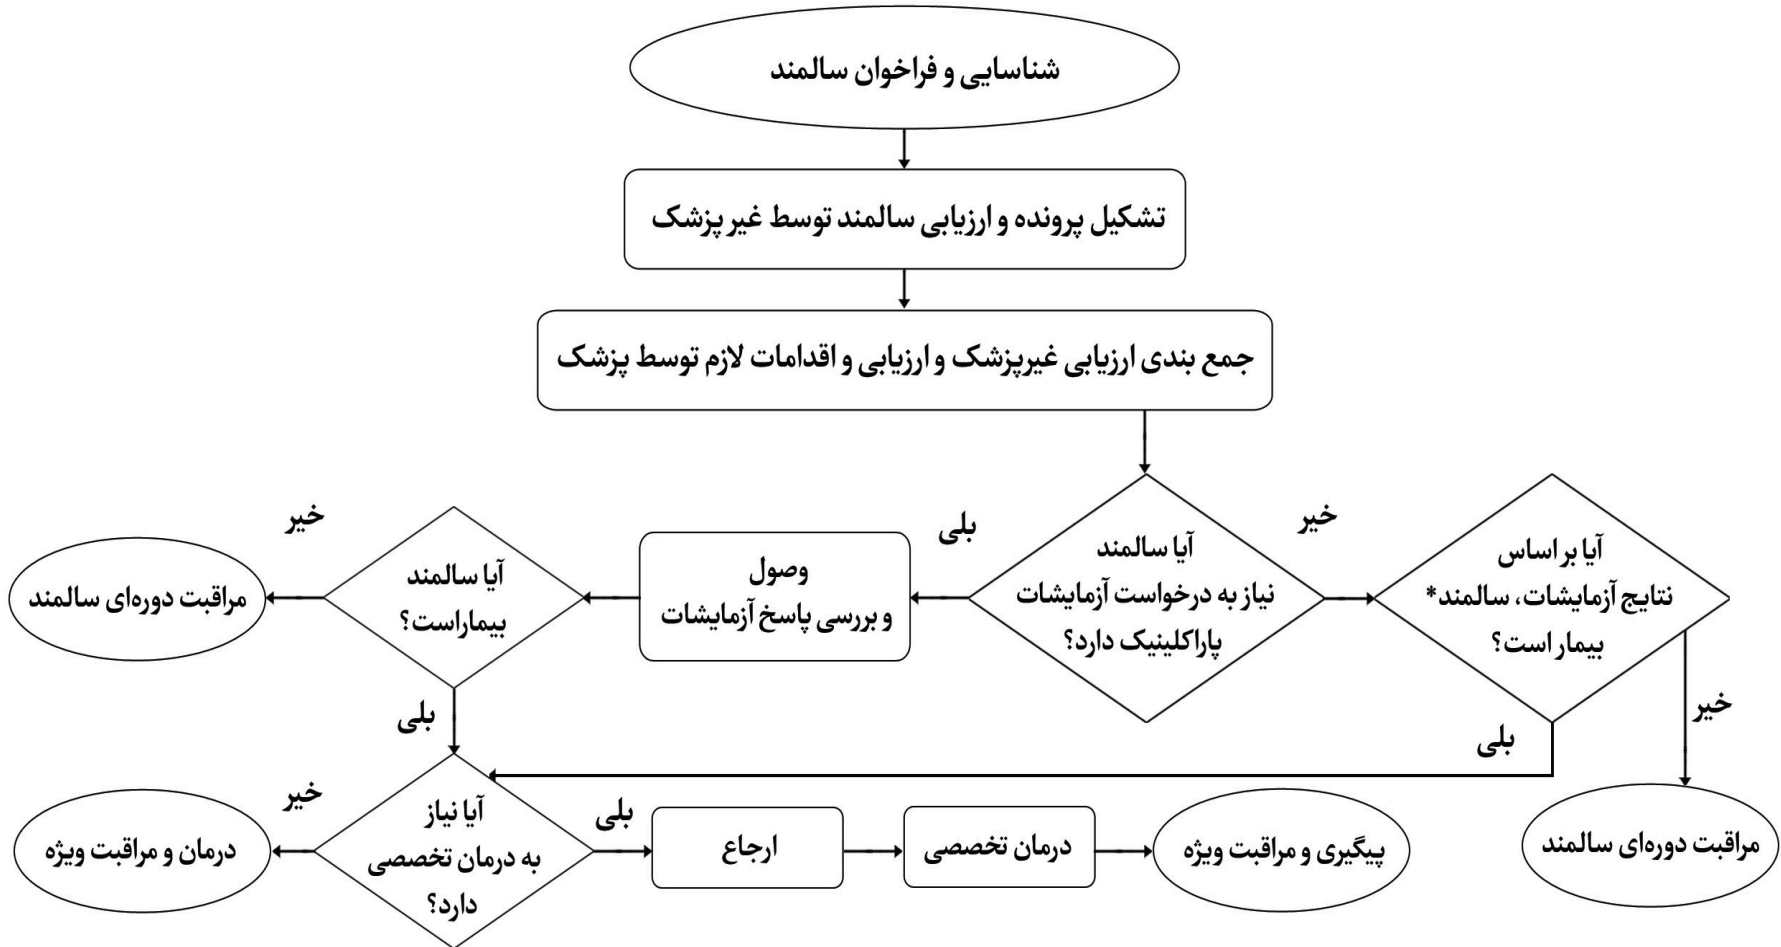 شناسایی و فراخوان سالمند
تشکیل پرونده و ارزیابی سالمند توسط غیر پزشک
جمع بندی ارزیابی غیرپزشک و ارزیابی و اقدامات لازم توسط پزشک
آیا بر اساس
نتایج آزمایشات، سالمند*
بیمار است؟
خیر
آیا سالمند
نیاز به درخواست آزمایشات
پاراکلینیک دارد؟
بلی
وصول
و بررسی پاسخ آزمایشات
آیا سالمند
بیماراست؟
خیر
مراقبت دوره‌ای سالمند
خیر
بلی
بلی
مراقبت دوره‌ای سالمند
پیگیری و مراقبت ویژه
درمان تخصصی
ارجاع
بلی
آیا نیاز
به درمان تخصصی
دارد؟
خیر
درمان و مراقبت ویژه